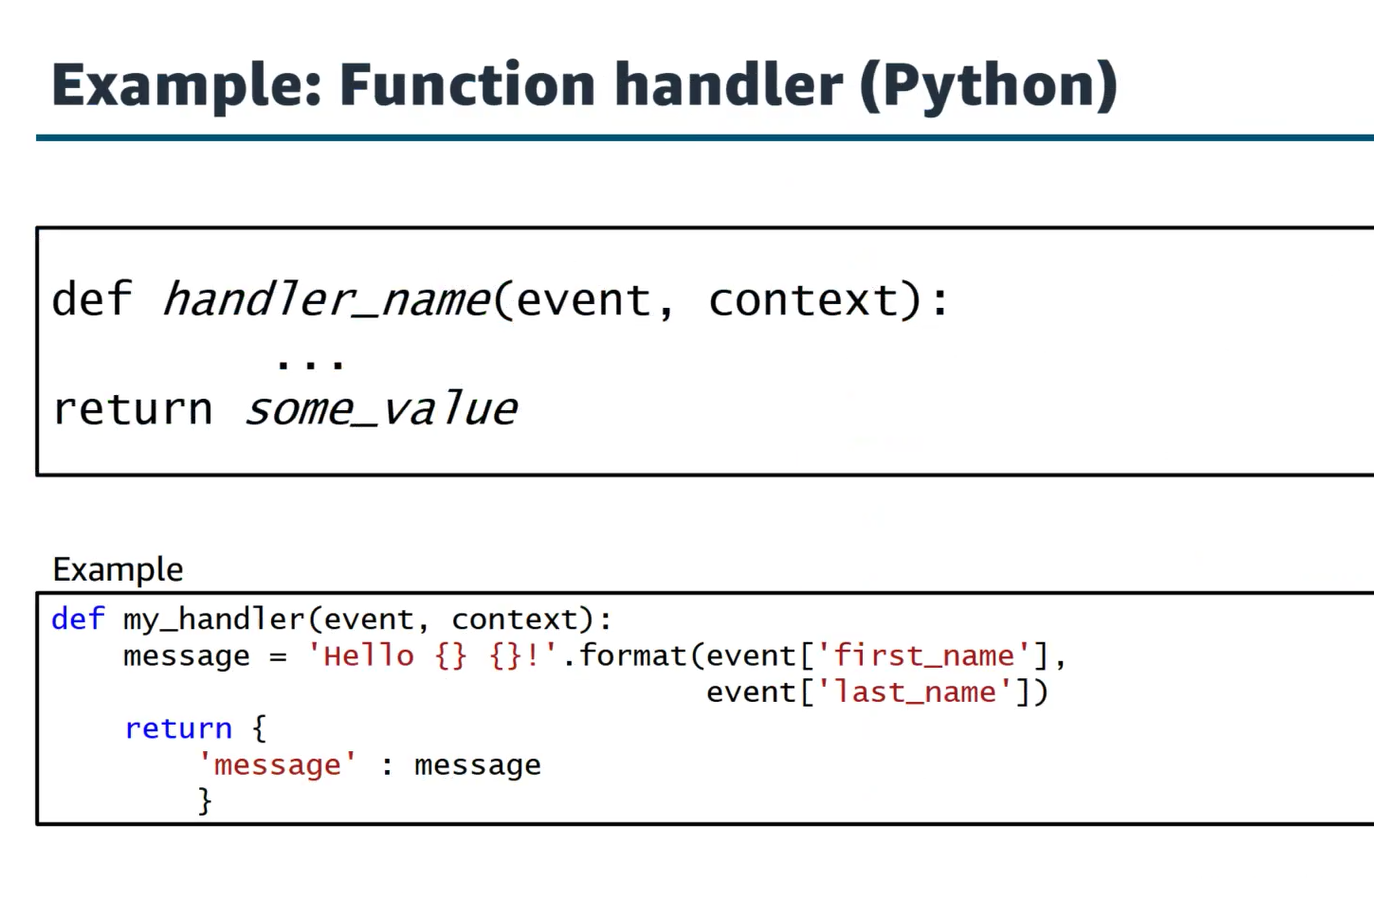 Example: Function handler (Python)
def handler_name(event, context):
        ...
return some_value
Example
def my_handler(event, context):
    message = 'Hello {} {}!'.format(event['first_name'],
                                    event['last_name'])
    return {
        'message' : message
        }